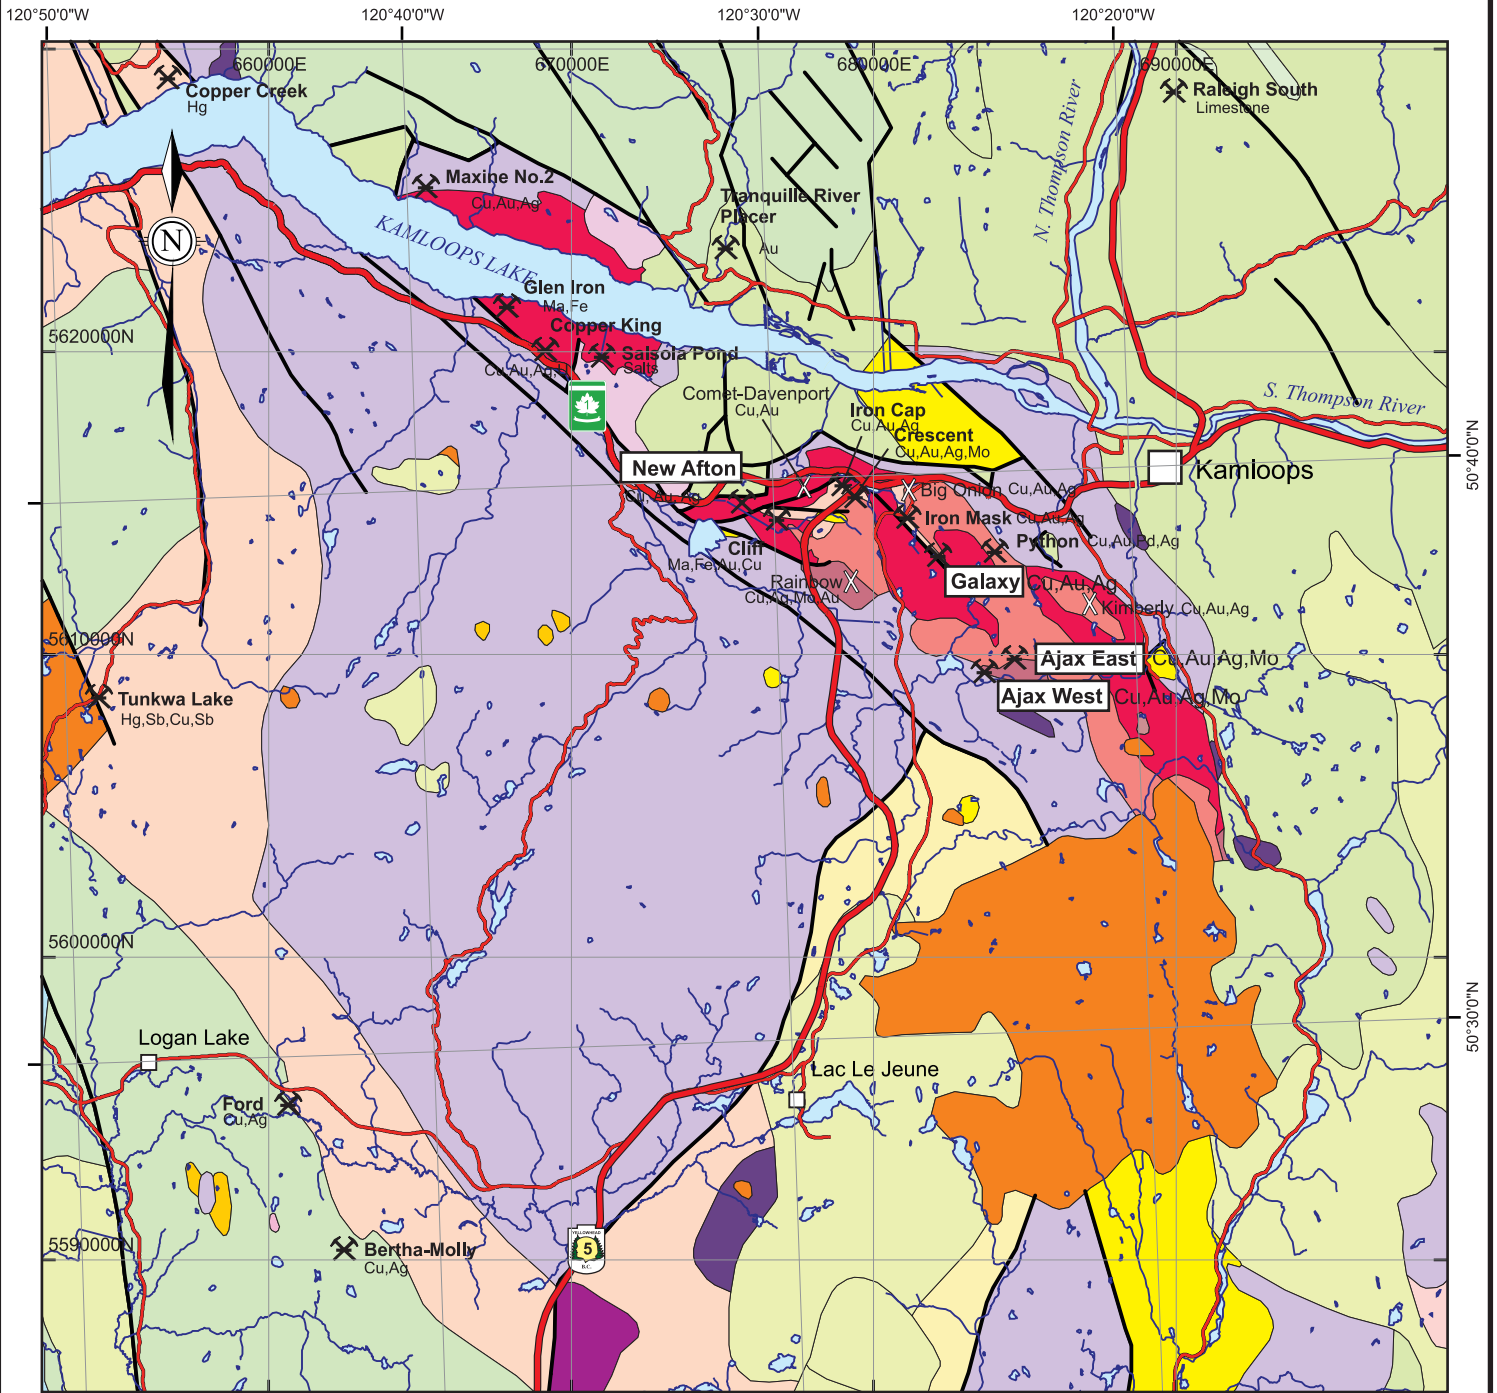 120°50'0"W
120°40'0"W
120°30'0"W
120°20'0"W
660000E
670000E
680000E
690000E
Copper Creek
Hg
Raleigh South
Limestone
N. Thompson River
Maxine No.2
Cu,Au,Ag
Tranquille River
Placer
Au
N
KAMLOOPS LAKE
Glen Iron
Ma,Fe
Copper King
5620000N
Salsola Pond
Salts
Cu,Au,Ag
1
Comet-Davenport
Cu,Au
Iron Cap
Cu,Au,Ag
Crescent
Cu,Au,Ag,Mo
S. Thompson River
Kamloops
50°40'0"N
New Afton
Cu, Au, Ag
Big Onion Cu,Au,Ag
Iron Mask Cu,Au,Ag
Python Cu,Au,Pd,Ag
Cliff
Ma,Fe,Au,Cu
Rainbow
Cu,Ag,Mo,Au
Galaxy Cu,Au,Ag
Kimberly Cu,Au,Ag
5610000N
Ajax East Cu,Au,Ag,Mo
Ajax West Cu,Au,Ag,Mo
Tunkwa Lake
Hg,Sb,Cu,Sb
5600000N
50°30'0"N
Logan Lake
Lac Le Jeune
Ford
Cu,Ag
5590000N
Bertha-Molly
Cu,Ag
YELLOWHEAD
5
B.C.